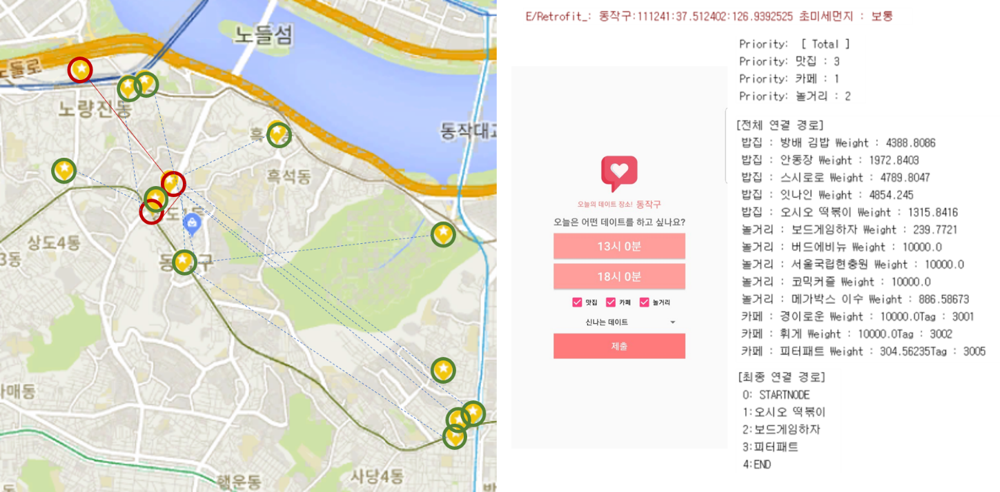 노들섬
노들로
노량진동
동작대교
흑석동
상도4동
3동
동작구
사당4동
행운동
E/Retrofit_: 동작구:111241:37.512402:126.9392525 초미세먼지 : 보통
오늘의 데이트 장소! 동작구
오늘은 어떤 데이트를 하고 싶나요?
13시 0분
18시 0분
맛집 카페 놀거리
신나는 데이트
제출
Priority: [ Total ]
Priority: 맛집 : 3
Priority: 카페 : 1
Priority: 놀거리 : 2
[전체 연결 경로]
밥집 : 방배 김밥 Weight : 4388.8086
밥집 : 안동장 Weight : 1972.8403
밥집 : 스시로로 Weight : 4789.8047
밥집 : 잇나인 Weight : 4854.245
밥집 : 오시오 떡볶이 Weight : 1315.8416
놀거리 : 보드게임하자 Weight : 239.7721
놀거리 : 버드에비뉴 Weight : 10000.0
놀거리 : 서울국립현충원 Weight : 10000.0
놀거리 : 코믹커즐 Weight : 10000.0
놀거리 : 메가박스 이수 Weight : 886.58673
카페 : 경이로운 Weight : 10000.0Tag : 3001
카페 : 휘게 Weight : 10000.0Tag : 3002
카페 : 피터패트 Weight : 304.56235Tag : 3005
[최종 연결 경로]
0: STARTNODE
1:오시오 떡볶이
2:보드게임하자
3:피터패트
4:END